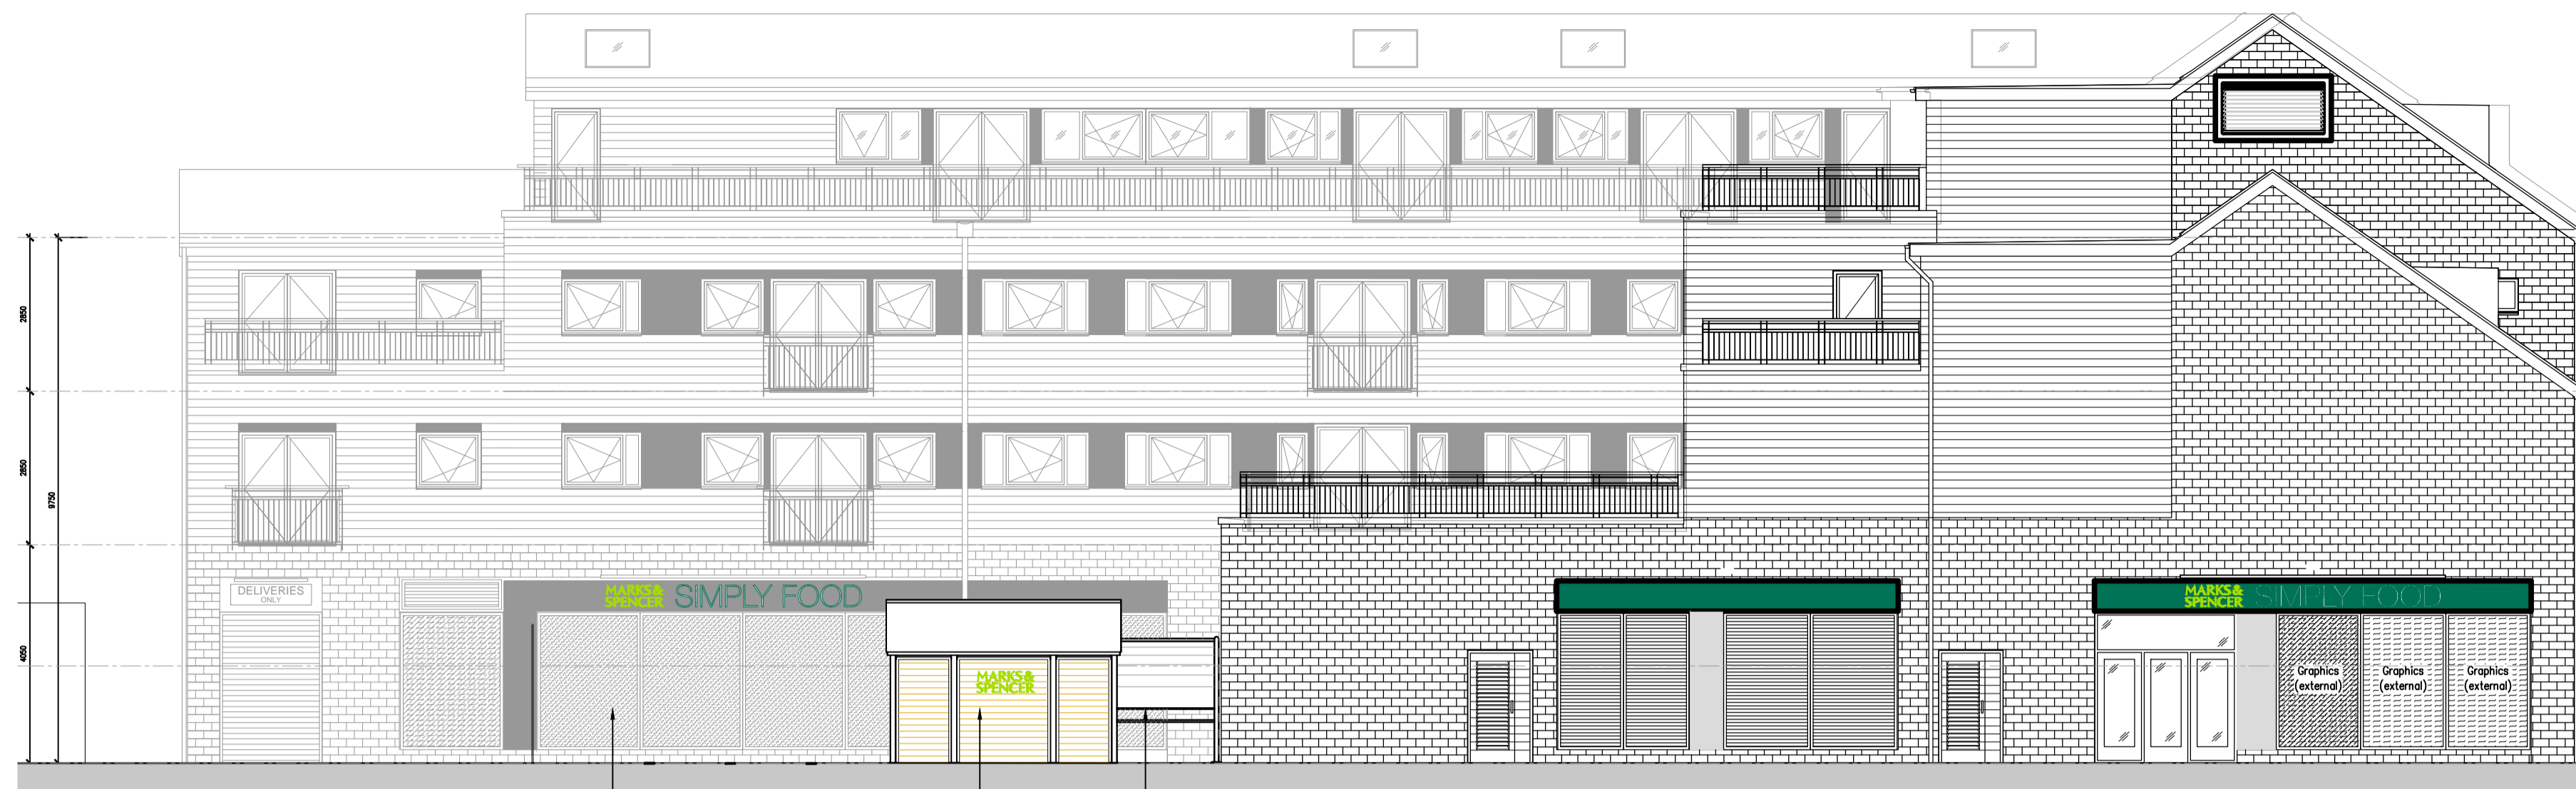 2850
2850
9750
4050
DELIVERIES
ONLY
MARKS&
SPENCER
SIMPLY FOOD
MARKS&
SPENCER
MARKS&
SPENCER
SIMPLY FOOD
Graphics
(external)
Graphics
(external)
Graphics
(external)